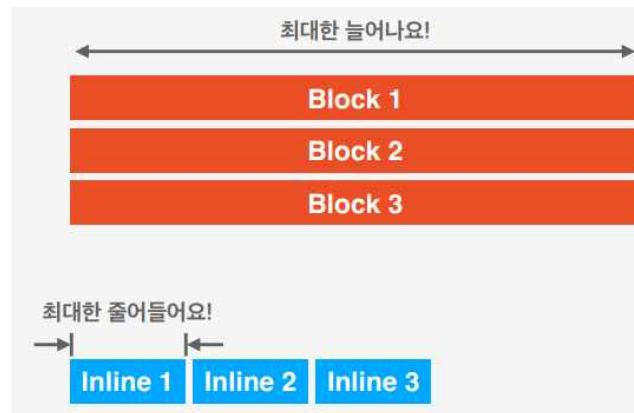 최대한 늘어나요!
Block 1
Block 2
Block 3
최대한 줄어들어요!
Inline 1 Inline 2 Inline 3